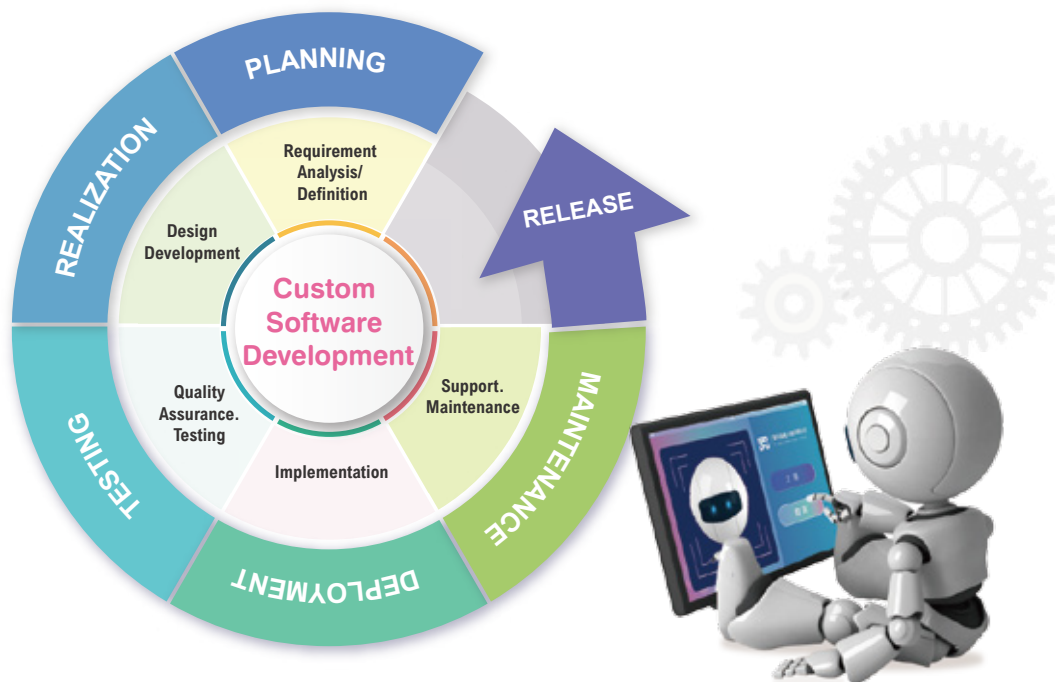 PLANNING
Requirement
Analysis/
Definition
REALIZATION
Design
Development
TESTING
Quality
Assurance.
Testing
DEPLOYMENT
Implementation
MAINTENANCE
Support.
Maintenance
RELEASE
Custom
Software
Development